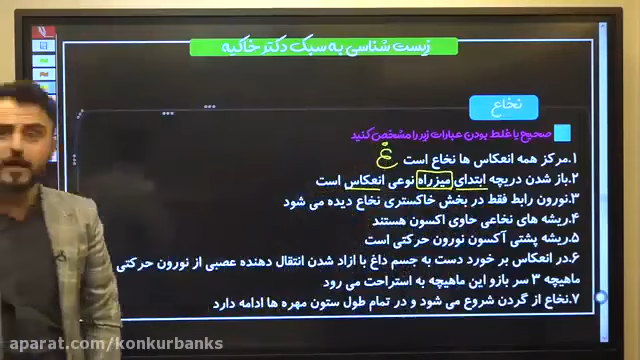 زیست شناسی به سبک دکتر خاکیه
نخاع
صحیح یا غلط بودن عبارات زیر را مشخص کنید
۱.مرکز همه انعکاس ها نخاع است غ
۲.باز شدن دریچه ابتدای میزراه نوعی انعکاس است
۳.نورون رابط فقط در بخش خاکستری نخاع دیده می شود
۴.ریشه های نخاعی حاوی اکسون هستند
۵.ریشه پشتی آکسون نورون حرکتی است
۶.در انعکاس بر خورد دست به جسم داغ با ازاد شدن انتقال دهنده عصبی از نورون حرکتی
ماهیچه ۳ سر بازو این ماهیچه به استراحت می رود
۷.نخاع از گردن شروع می شود و در تمام طول ستون مهره ها ادامه دارد
aparat.com/konkurbanks